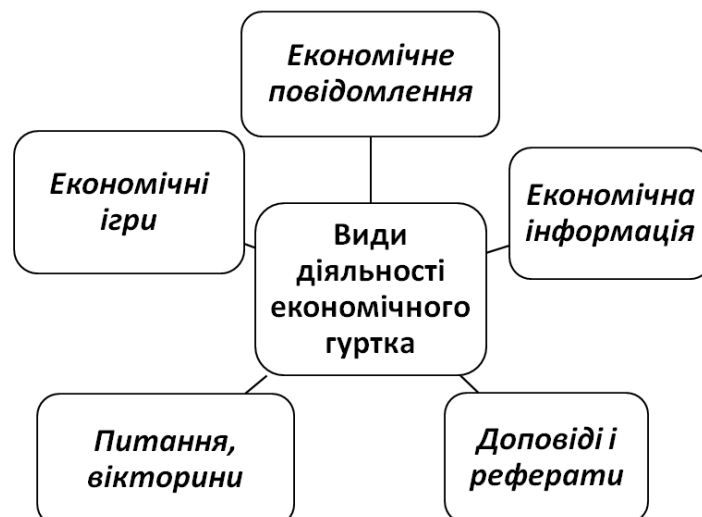 Економічне
повідомлення
Економічні
ігри
Економічна
інформація
Види
діяльності
економічного
гуртка
Питання,
вікторини
Доповіді і
реферати